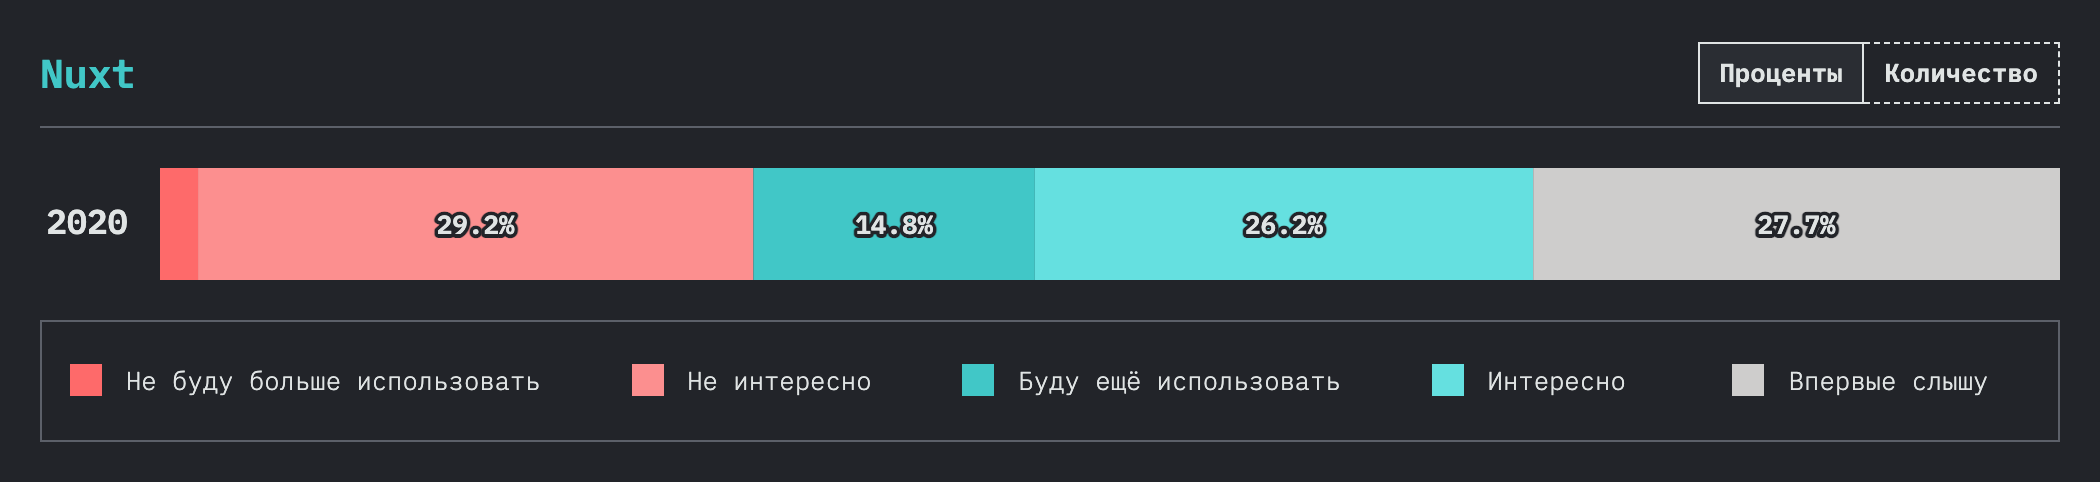 Nuxt
Проценты Количество
2020 29.2% 14.8% 26.2% 27.7%
Не буду больше использовать Не интересно Буду ещё использовать Интересно Впервые слышу